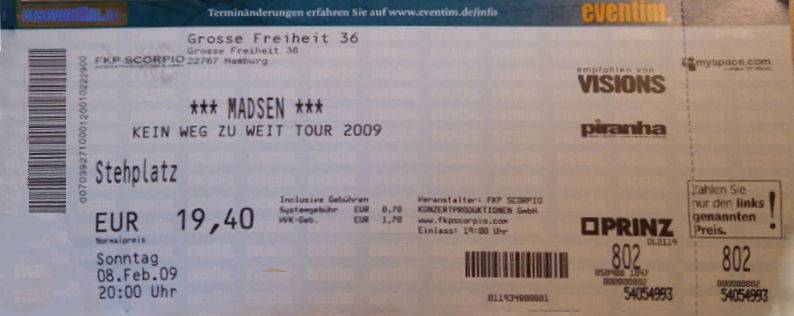 Terminänderungen erfahren Sie auf www.eventim.de/info
eventim.
Grosse Freiheit 36
Grosse Freiheit 36
22767 Hamburg
FKP SCORPIO
empfohlen von
VISIONS
myspace.com
*** MADSEN ***
KEIN WEG ZU WEIT TOUR 2009
piranha
Stehplatz
EUR 19,40
Normalpreis
Inclusive Gebühren
Systemgebühr EUR 0,70
VVK-Geb. EUR 1,70
Veranstalter: FKP SCORPIO
KONZERTPRODUKTIONEN GmbH
www.fkpscorpio.com
Einlass: 19:00 Uhr
Zahlen Sie
nur den links
genannten
Preis.
!
PRINZ
DL2119
Sonntag
08.Feb.09
20:00 Uhr
802
802
54054993
54054993